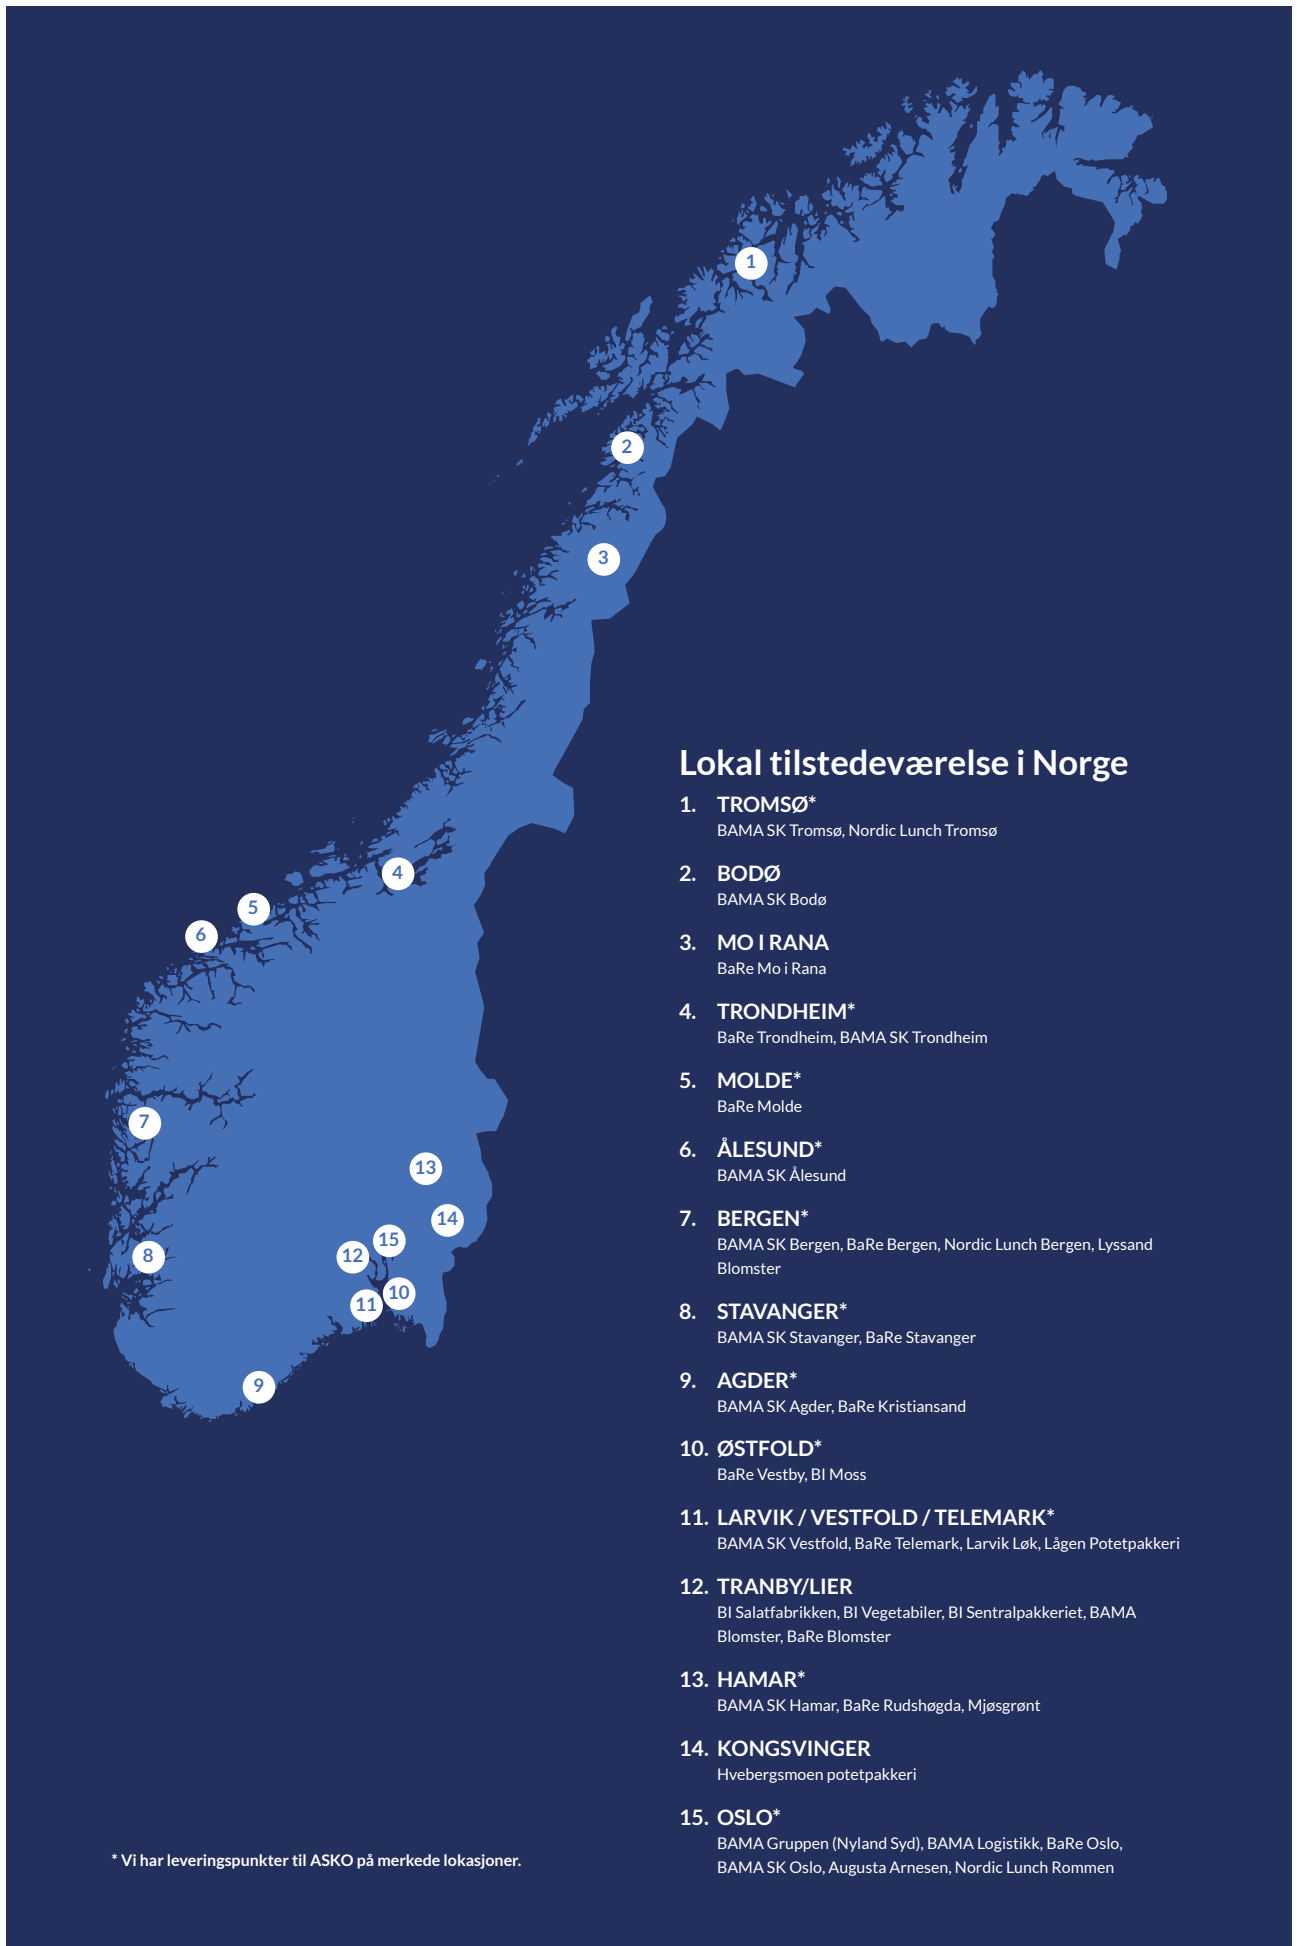 1
2
3
4
5
6
7
13
14
15
12
8
10
11
9
Lokal tilstedeværelse i Norge
1. TROMSØ*
BAMA SK Tromsø, Nordic Lunch Tromsø
2. BODØ
BAMA SK Bodø
3. MO I RANA
BaRe Mo i Rana
4. TRONDHEIM*
BaRe Trondheim, BAMA SK Trondheim
5. MOLDE*
BaRe Molde
6. ÅLESUND*
BAMA SK Ålesund
7. BERGEN*
BAMA SK Bergen, BaRe Bergen, Nordic Lunch Bergen, Lyssand
Blomster
8. STAVANGER*
BAMA SK Stavanger, BaRe Stavanger
9. AGDER*
BAMA SK Agder, BaRe Kristiansand
10. ØSTFOLD*
BaRe Vestby, BI Moss
11. LARVIK / VESTFOLD / TELEMARK*
BAMA SK Vestfold, BaRe Telemark, Larvik Løk, Lågen Potetpakkeri
12. TRANBY/LIER
BI Salatfabrikken, BI Vegetabiler, BI Sentralpakkeriet, BAMA
Blomster, BaRe Blomster
13. HAMAR*
BAMA SK Hamar, BaRe Rudshøgda, Mjøsgrønt
14. KONGSVINGER
Hvebergsmoen potetpakkeri
15. OSLO*
BAMA Gruppen (Nyland Syd), BAMA Logistikk, BaRe Oslo,
BAMA SK Oslo, Augusta Arnesen, Nordic Lunch Rommen
* Vi har leveringspunkter til ASKO på merkede lokasjoner.